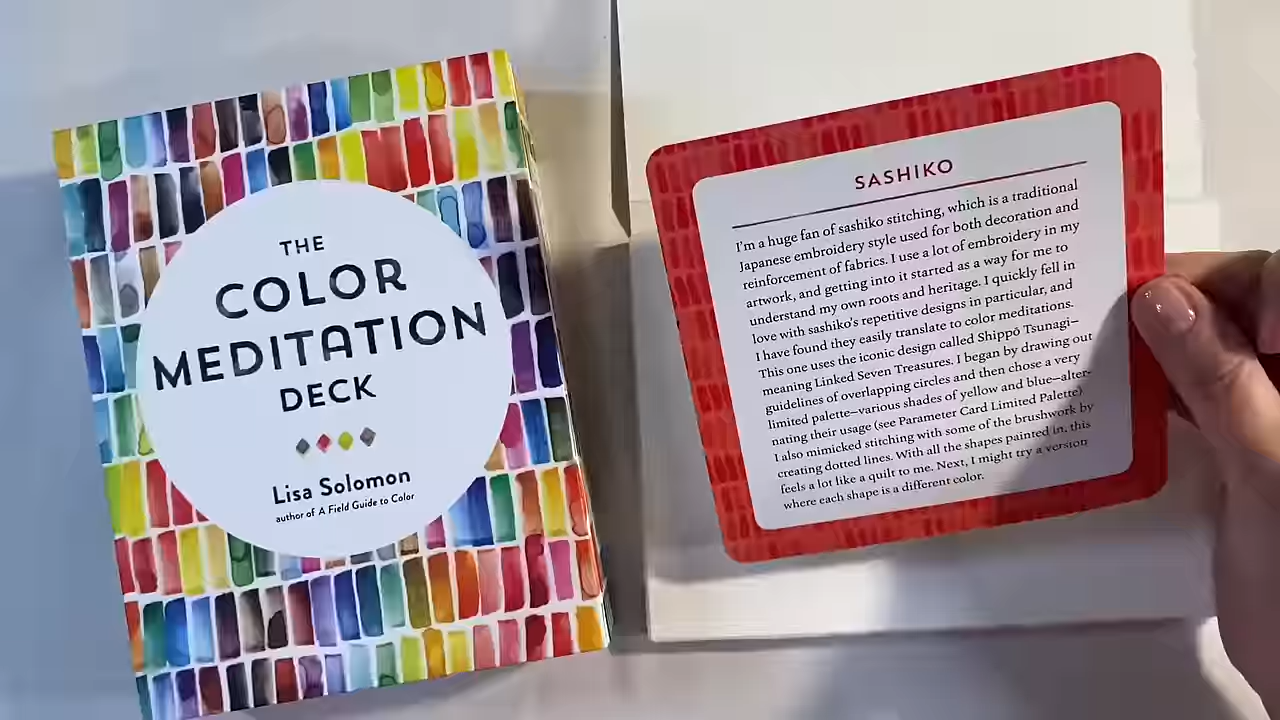 THE
COLOR
MEDITATION
DECK
Lisa Solomon
author of A Field Guide to Color
SASHIKO
I'm a huge fan of sashiko stitching, which is a traditional
Japanese embroidery style used for both decoration and
reinforcement of fabrics. I use a lot of embroidery in my
artwork, and getting into it started as a way for me to
understand my own roots and heritage. I quickly fell in
love with sashiko's repetitive designs in particular, and
I have found they easily translate to color meditations.
This one uses the iconic design called Shippō Tsunagi—
meaning Linked Seven Treasures. I began by drawing out
guidelines of overlapping circles and then chose a very
limited palette—various shades of yellow and blue—alter-
nating their usage (see Parameter Card Limited Palette)
I also mimicked stitching with some of the brushwork by
creating dotted lines. With all the shapes painted in, this
feels a lot like a quilt to me. Next, I might try a version
where each shape is a different color.